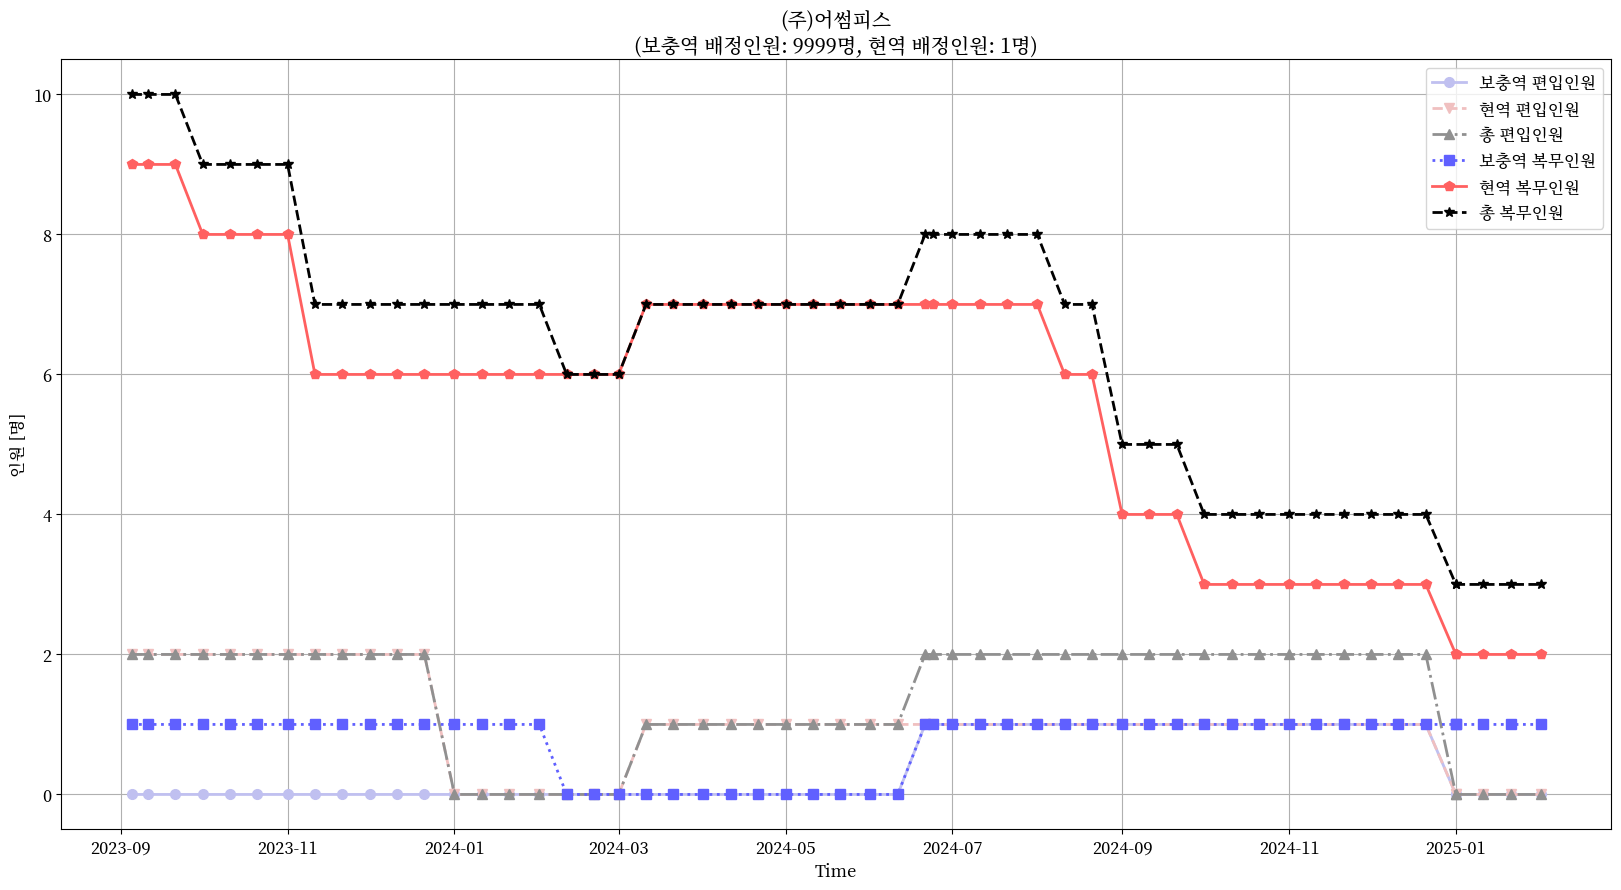 (주)어썸피스
(보충역 배정인원: 9999명, 현역 배정인원: 1명)
보충역 편입인원
현역 편입인원
총 편입인원
보충역 복무인원
현역 복무인원
총 복무인원
인원 [명]
10
8
6
4
2
0
2023-09
2023-11
2024-01
2024-03
2024-05
2024-07
2024-09
2024-11
2025-01
Time